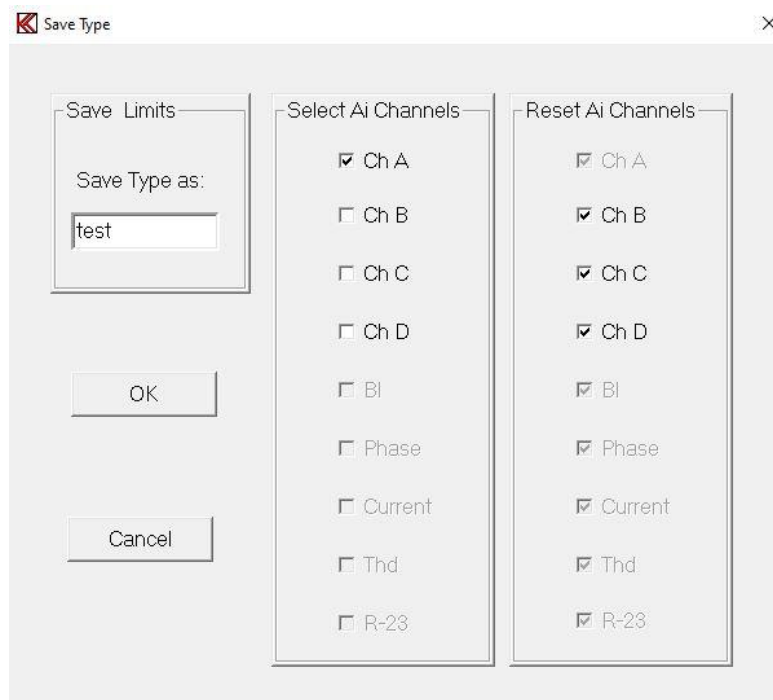 Save Type
Save Limits
Save Type as:
test
OK
Cancel
Select Ai Channels
Ch A
Ch B
Ch C
Ch D
BI
Phase
Current
Thd
R-23
Reset Ai Channels
Ch A
Ch B
Ch C
Ch D
BI
Phase
Current
Thd
R-23